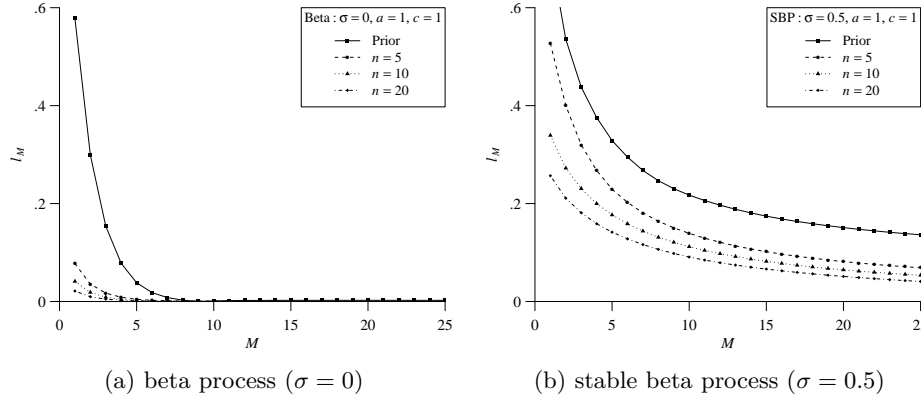 Beta : σ = 0, a = 1, c = 1
Prior
n = 5
n = 10
n = 20
.6
.4
.2
0
l_M
0 5 10 15 20 25
M
(a) beta process (σ = 0)
SBP : σ = 0.5, a = 1, c = 1
Prior
n = 5
n = 10
n = 20
.6
.4
.2
0
l_M
0 5 10 15 20 2
M
(b) stable beta process (σ = 0.5)